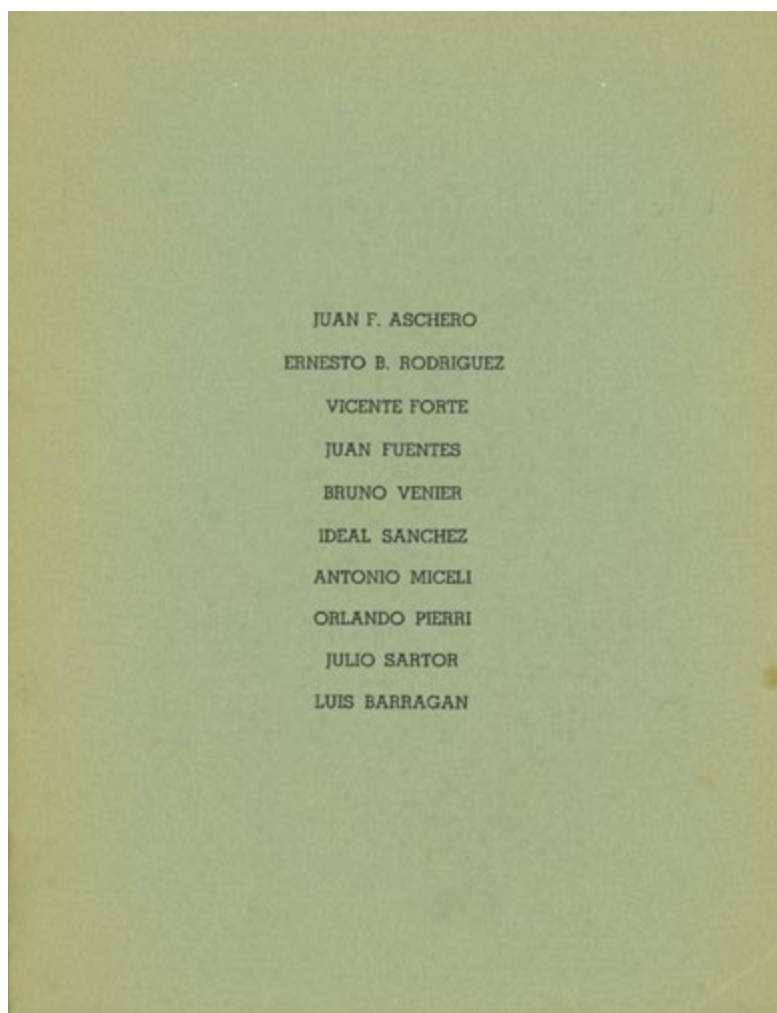 JUAN F. ASCHERO
ERNESTO B. RODRIGUEZ
VICENTE FORTE
JUAN FUENTES
BRUNO VENIER
IDEAL SANCHEZ
ANTONIO MICELI
ORLANDO PIERRI
JULIO SARTOR
LUIS BARRAGAN